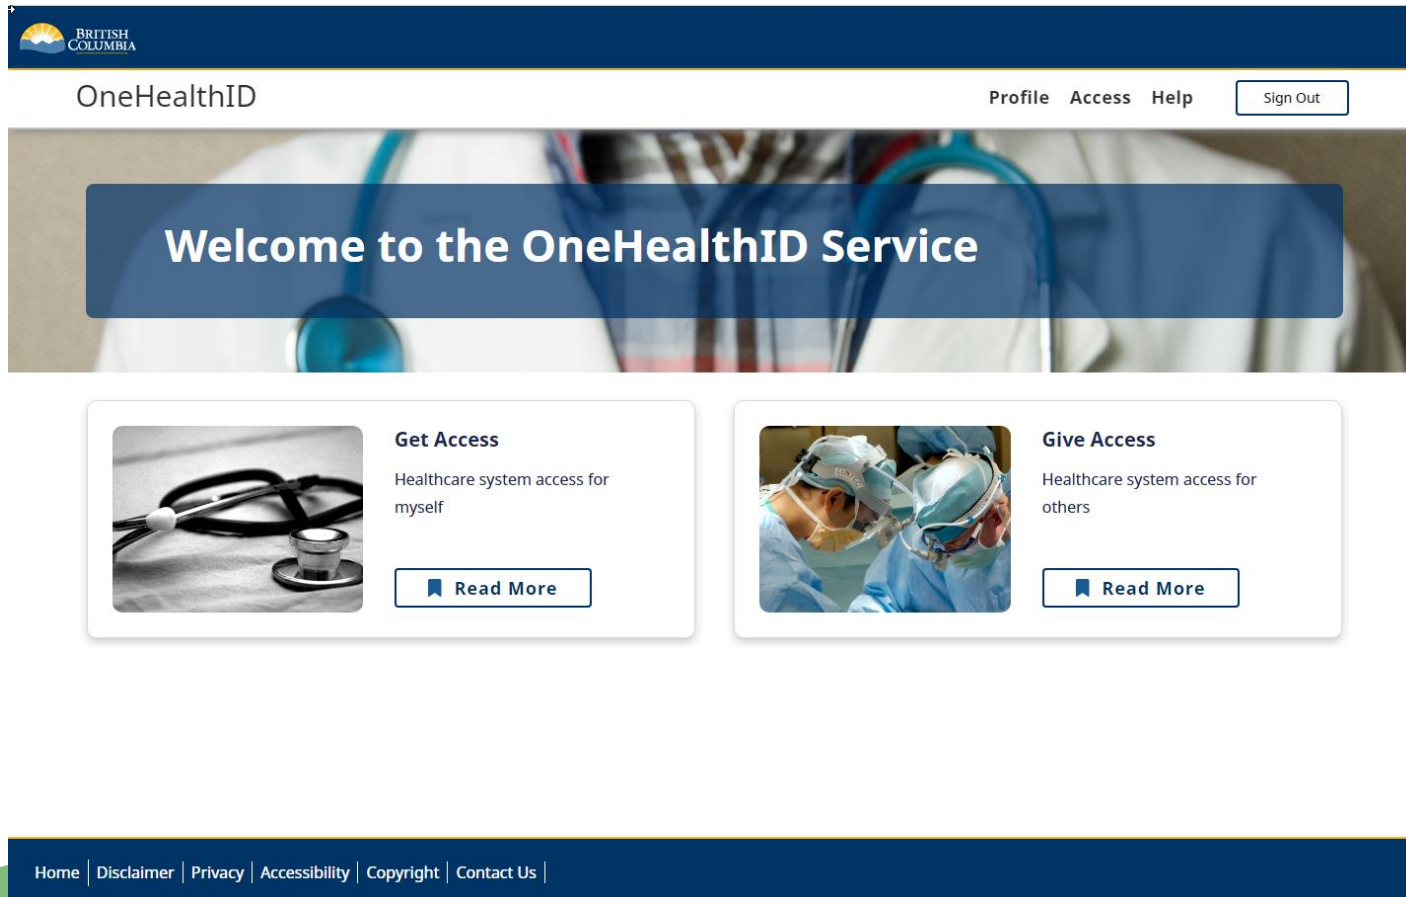 BRITISH
COLUMBIA
OneHealthID
Profile Access Help Sign Out
Welcome to the OneHealthID Service
Get Access
Healthcare system access for
myself
Read More
Give Access
Healthcare system access for
others
Read More
Home Disclaimer Privacy Accessibility Copyright Contact Us